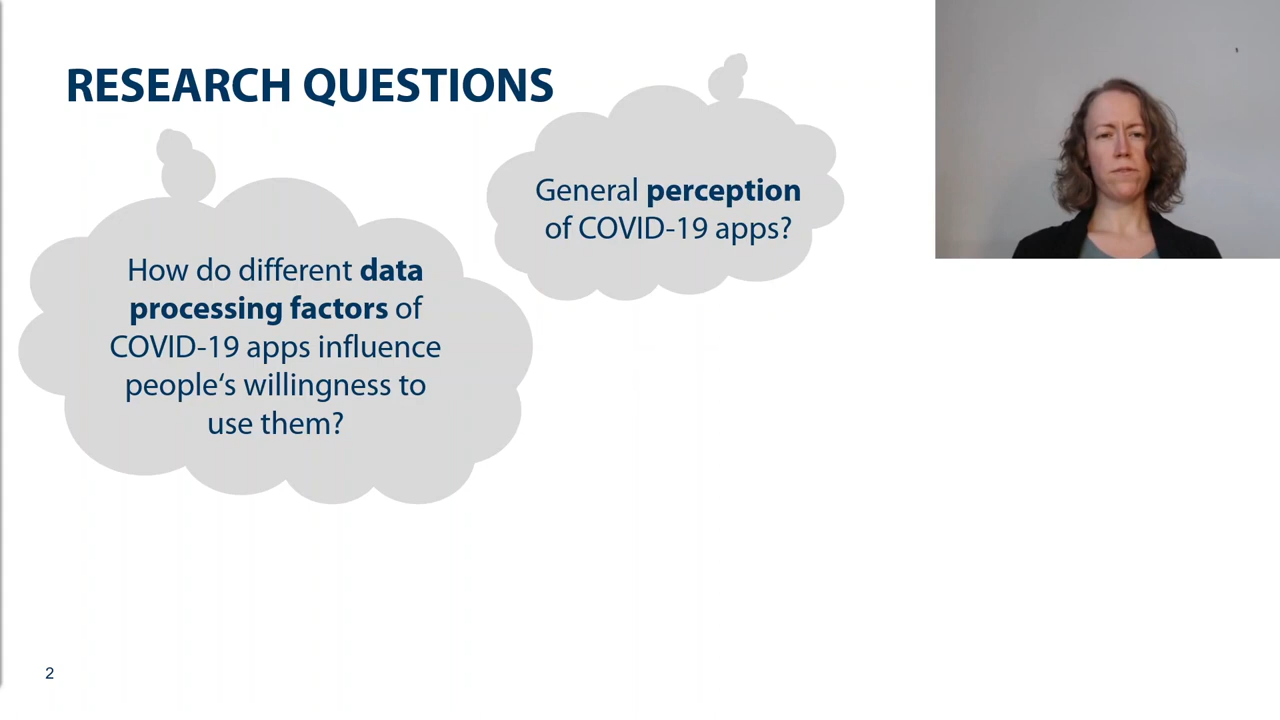 RESEARCH QUESTIONS
General perception
of COVID-19 apps?
How do different data
processing factors of
COVID-19 apps influence
people‘s willingness to
use them?
2